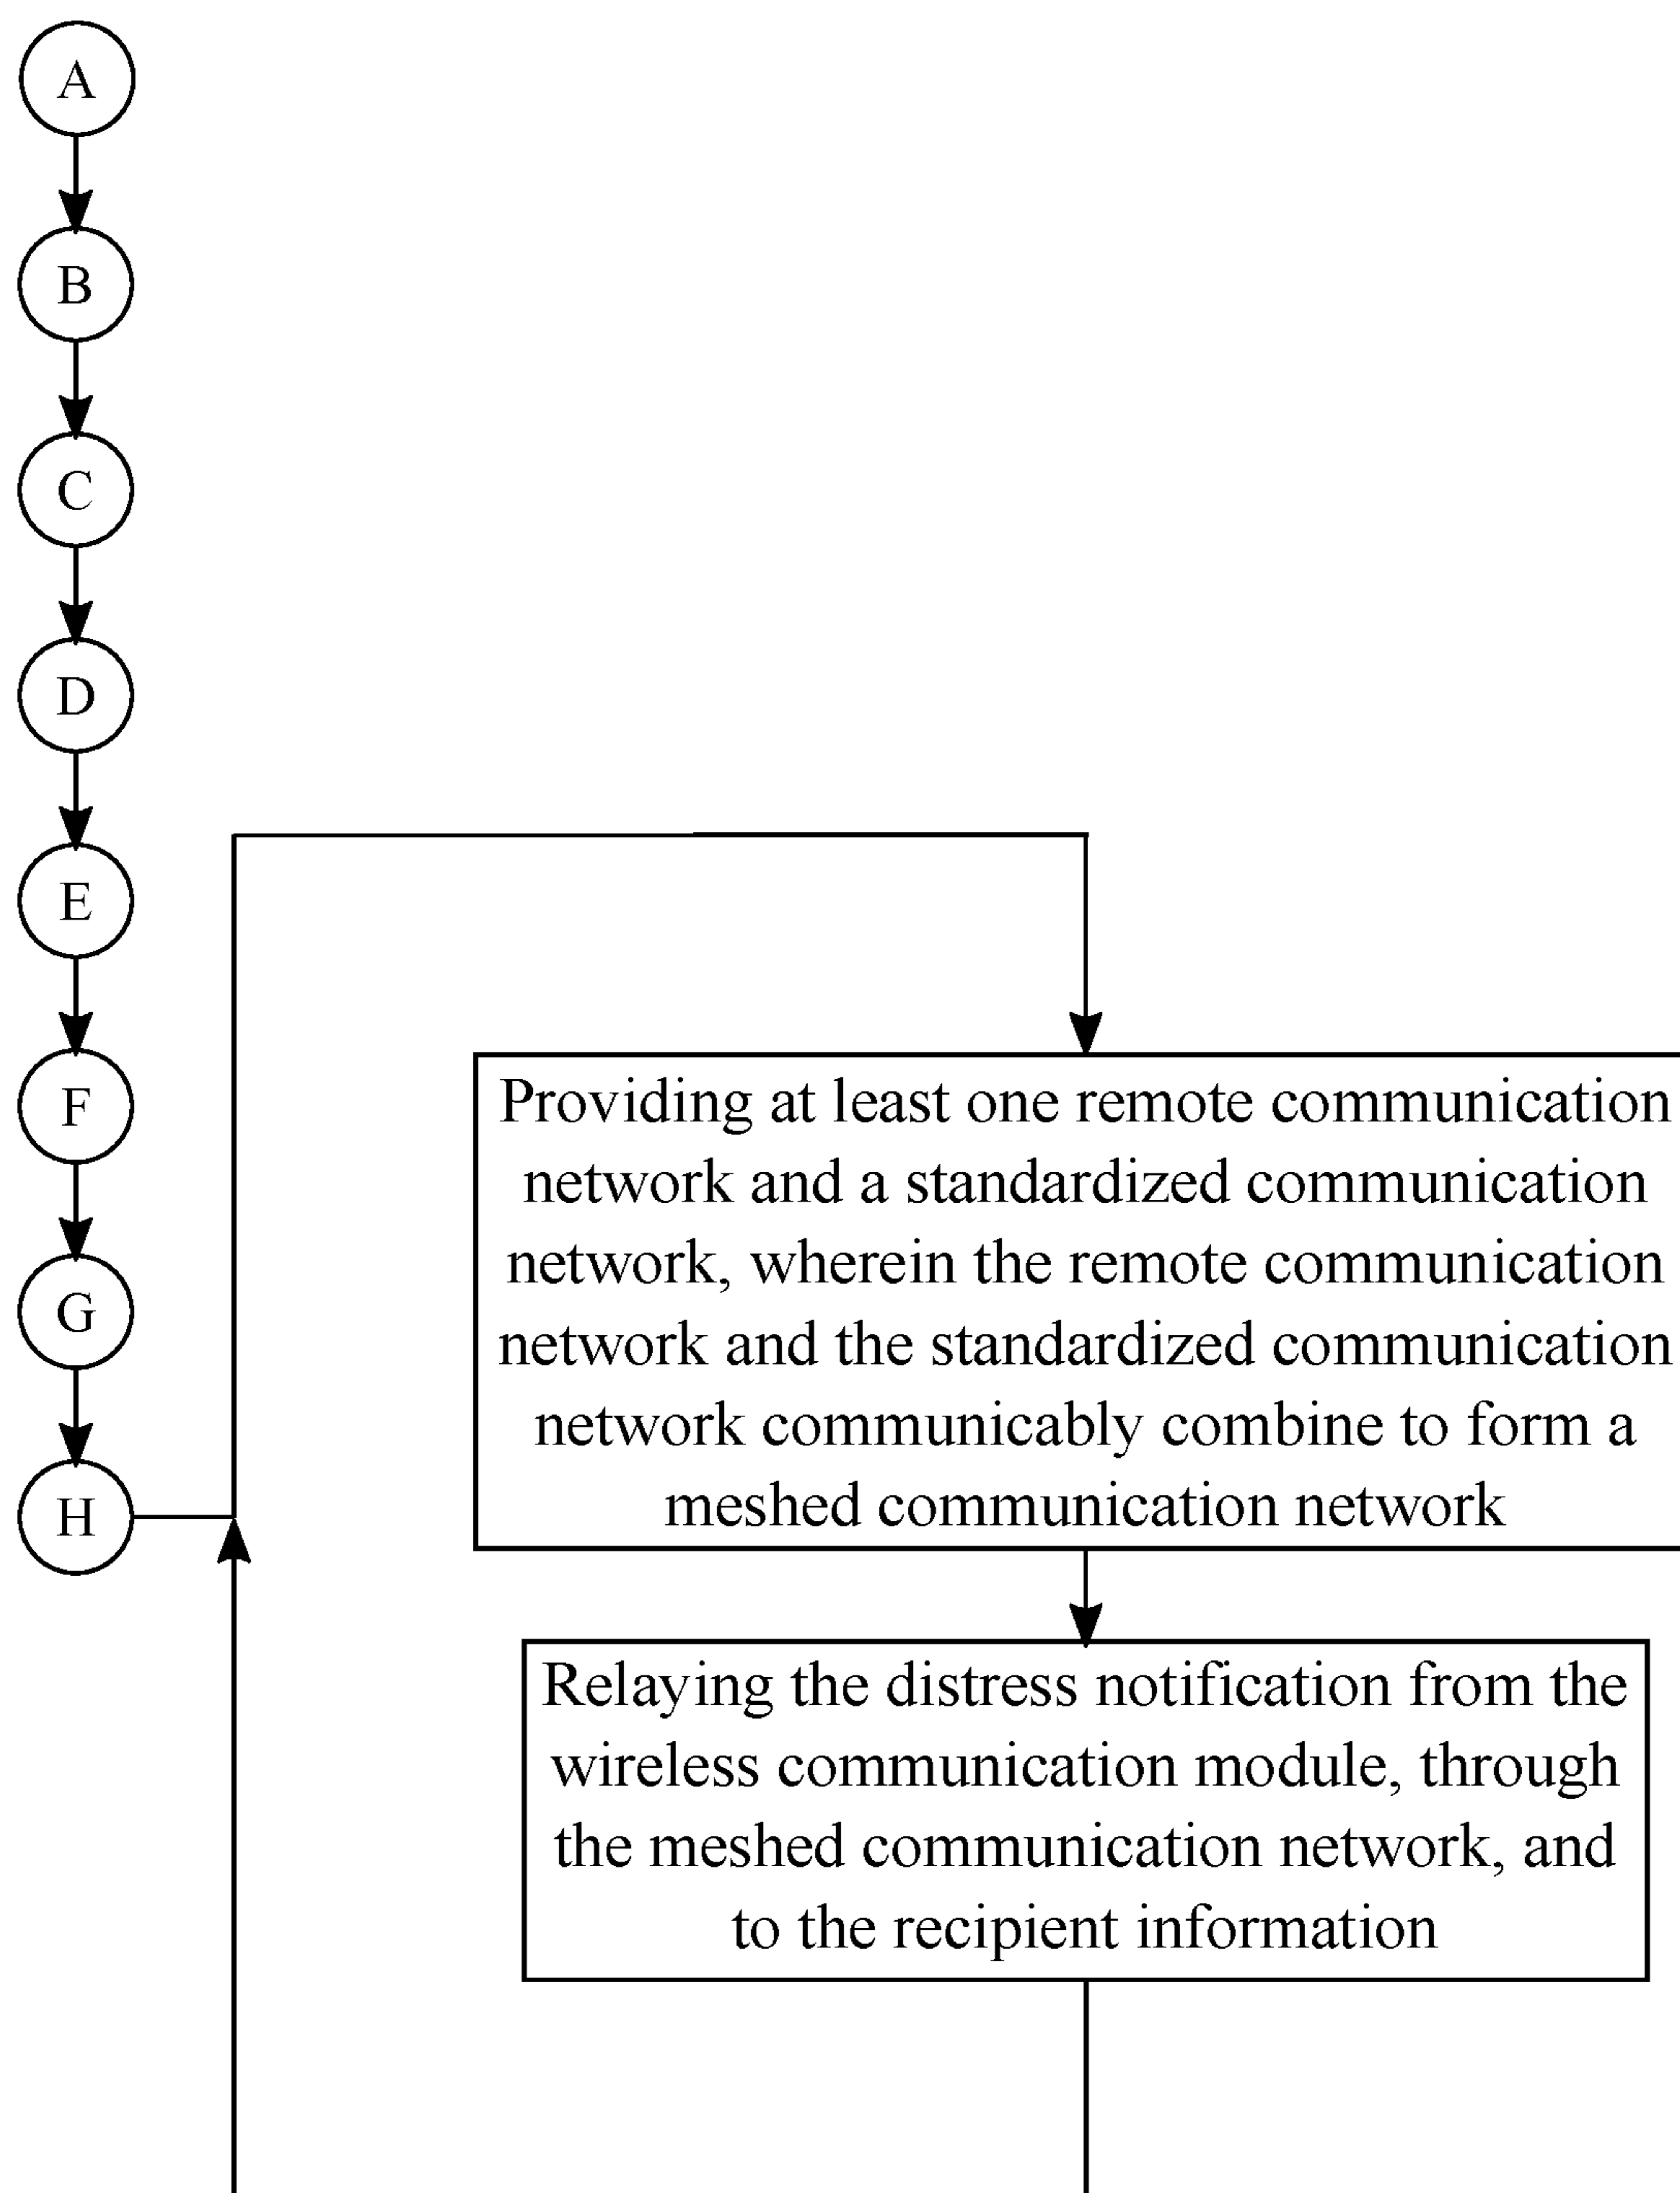 A
B
C
D
E
F
G
H
Providing at least one remote communication
network and a standardized communication
network, wherein the remote communication
network and the standardized communication
network communicably combine to form a
meshed communication network
Relaying the distress notification from the
wireless communication module, through
the meshed communication network, and
to the recipient information